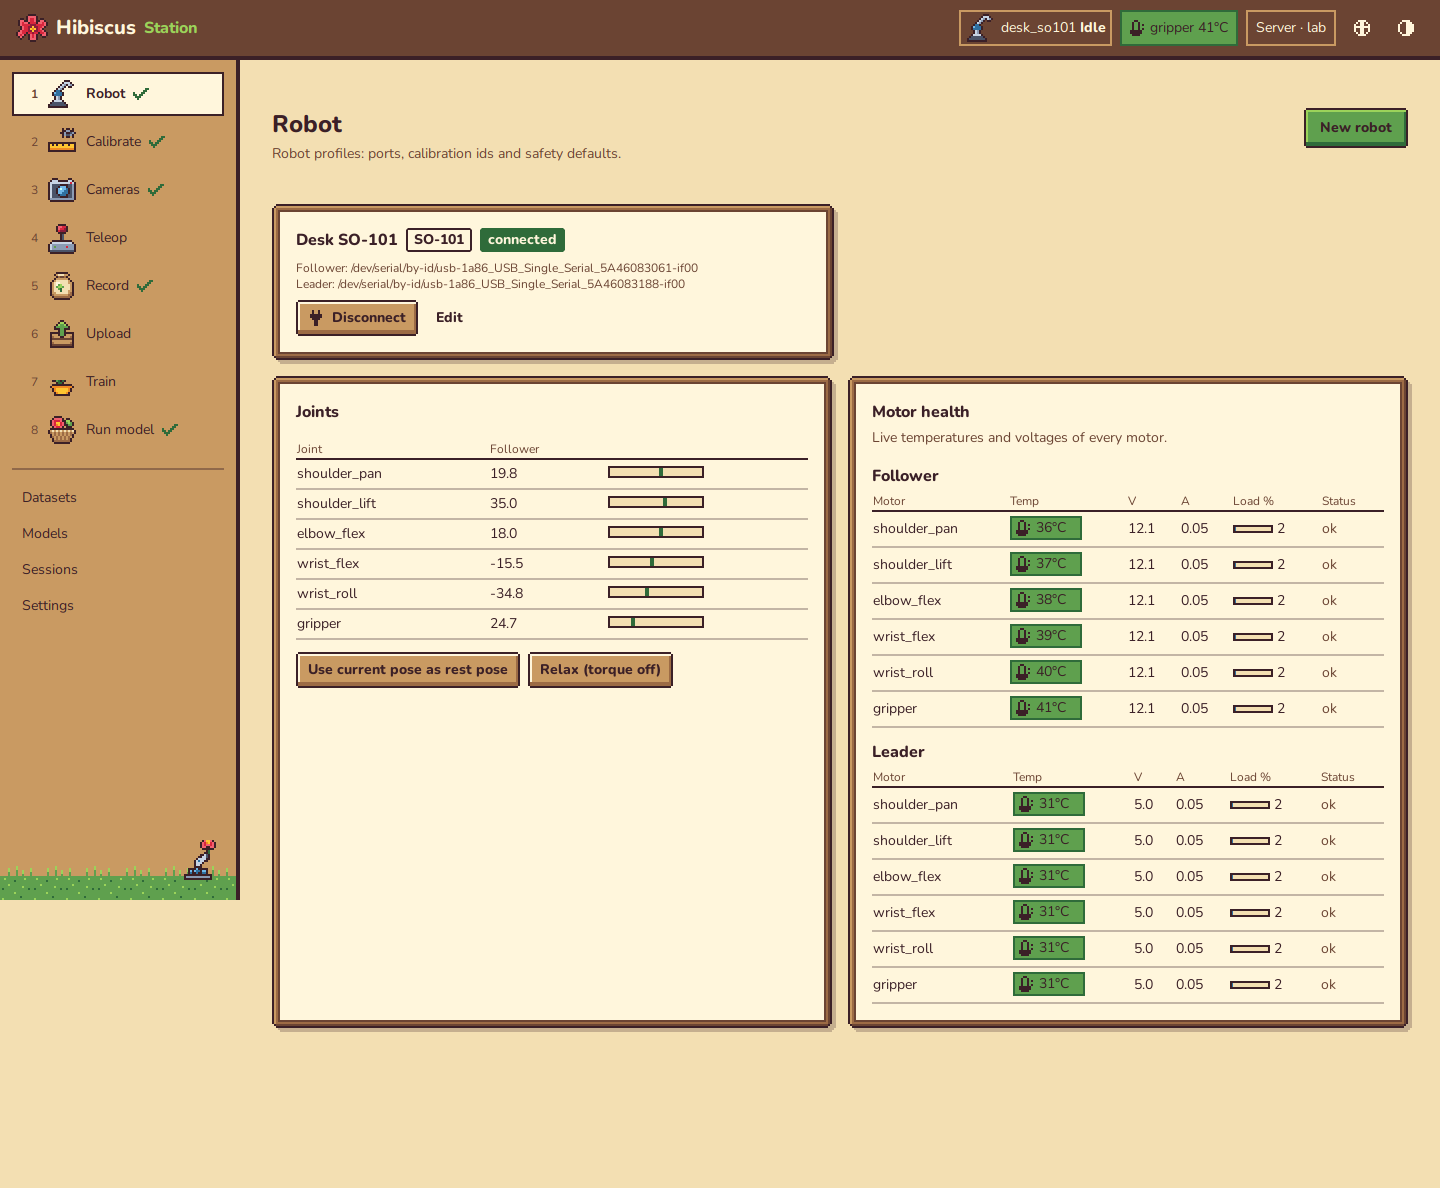 Hibiscus Station
desk_so101 Idle
gripper 41°C
Server · lab
1 Robot
2 Calibrate
3 Cameras
4 Teleop
5 Record
6 Upload
7 Train
8 Run model
Datasets
Models
Sessions
Settings
Robot
Robot profiles: ports, calibration ids and safety defaults.
New robot
Desk SO-101 SO-101 connected
Follower: /dev/serial/by-id/usb-1a86_USB_Single_Serial_5A46083061-if00
Leader: /dev/serial/by-id/usb-1a86_USB_Single_Serial_5A46083188-if00
Disconnect Edit
Joints
Joint Follower
shoulder_pan 19.8
shoulder_lift 35.0
elbow_flex 18.0
wrist_flex -15.5
wrist_roll -34.8
gripper 24.7
Use current pose as rest pose Relax (torque off)
Motor health
Live temperatures and voltages of every motor.
Follower
Motor Temp V A Load % Status
shoulder_pan 36°C 12.1 0.05 2 ok
shoulder_lift 37°C 12.1 0.05 2 ok
elbow_flex 38°C 12.1 0.05 2 ok
wrist_flex 39°C 12.1 0.05 2 ok
wrist_roll 40°C 12.1 0.05 2 ok
gripper 41°C 12.1 0.05 2 ok
Leader
Motor Temp V A Load % Status
shoulder_pan 31°C 5.0 0.05 2 ok
shoulder_lift 31°C 5.0 0.05 2 ok
elbow_flex 31°C 5.0 0.05 2 ok
wrist_flex 31°C 5.0 0.05 2 ok
wrist_roll 31°C 5.0 0.05 2 ok
gripper 31°C 5.0 0.05 2 ok